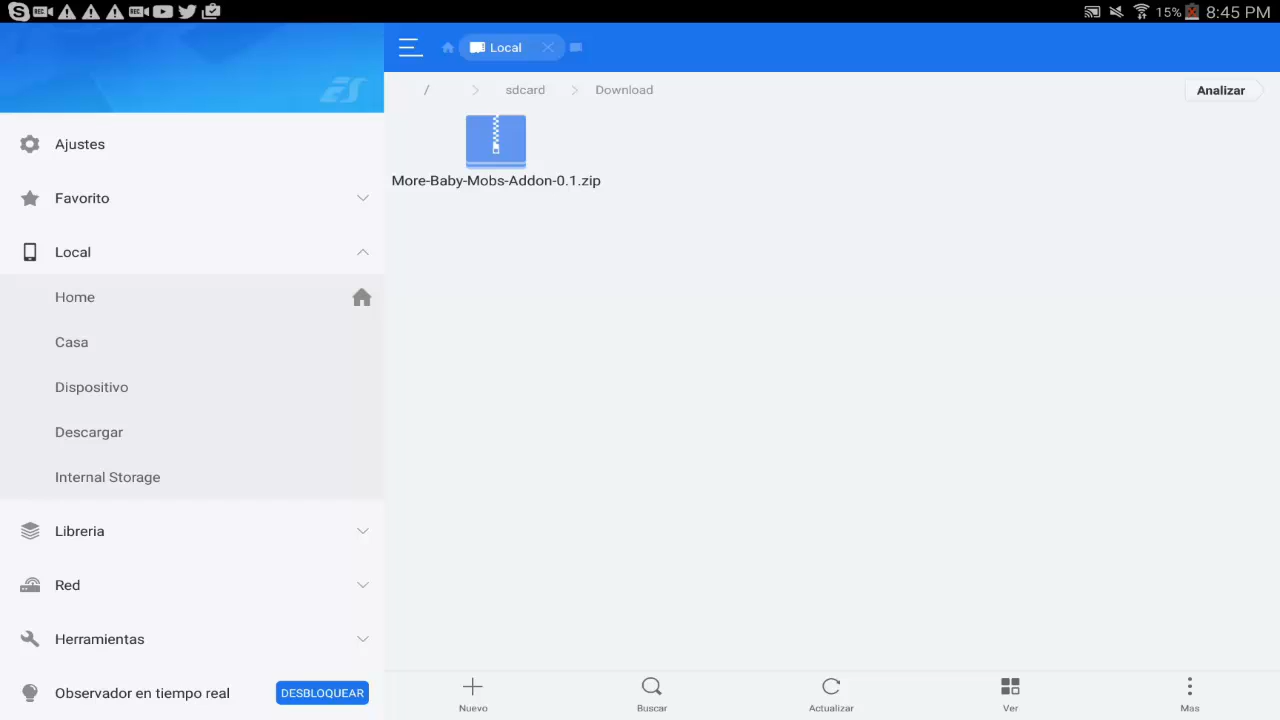 15% 8:45 PM
ES
Local
/ sdcard Download
Analizar
More-Baby-Mobs-Addon-0.1.zip
Ajustes
Favorito
Local
Home
Casa
Dispositivo
Descargar
Internal Storage
Libreria
Red
Herramientas
Observador en tiempo real DESBLOQUEAR
Nuevo
Buscar
Actualizar
Ver
Mas